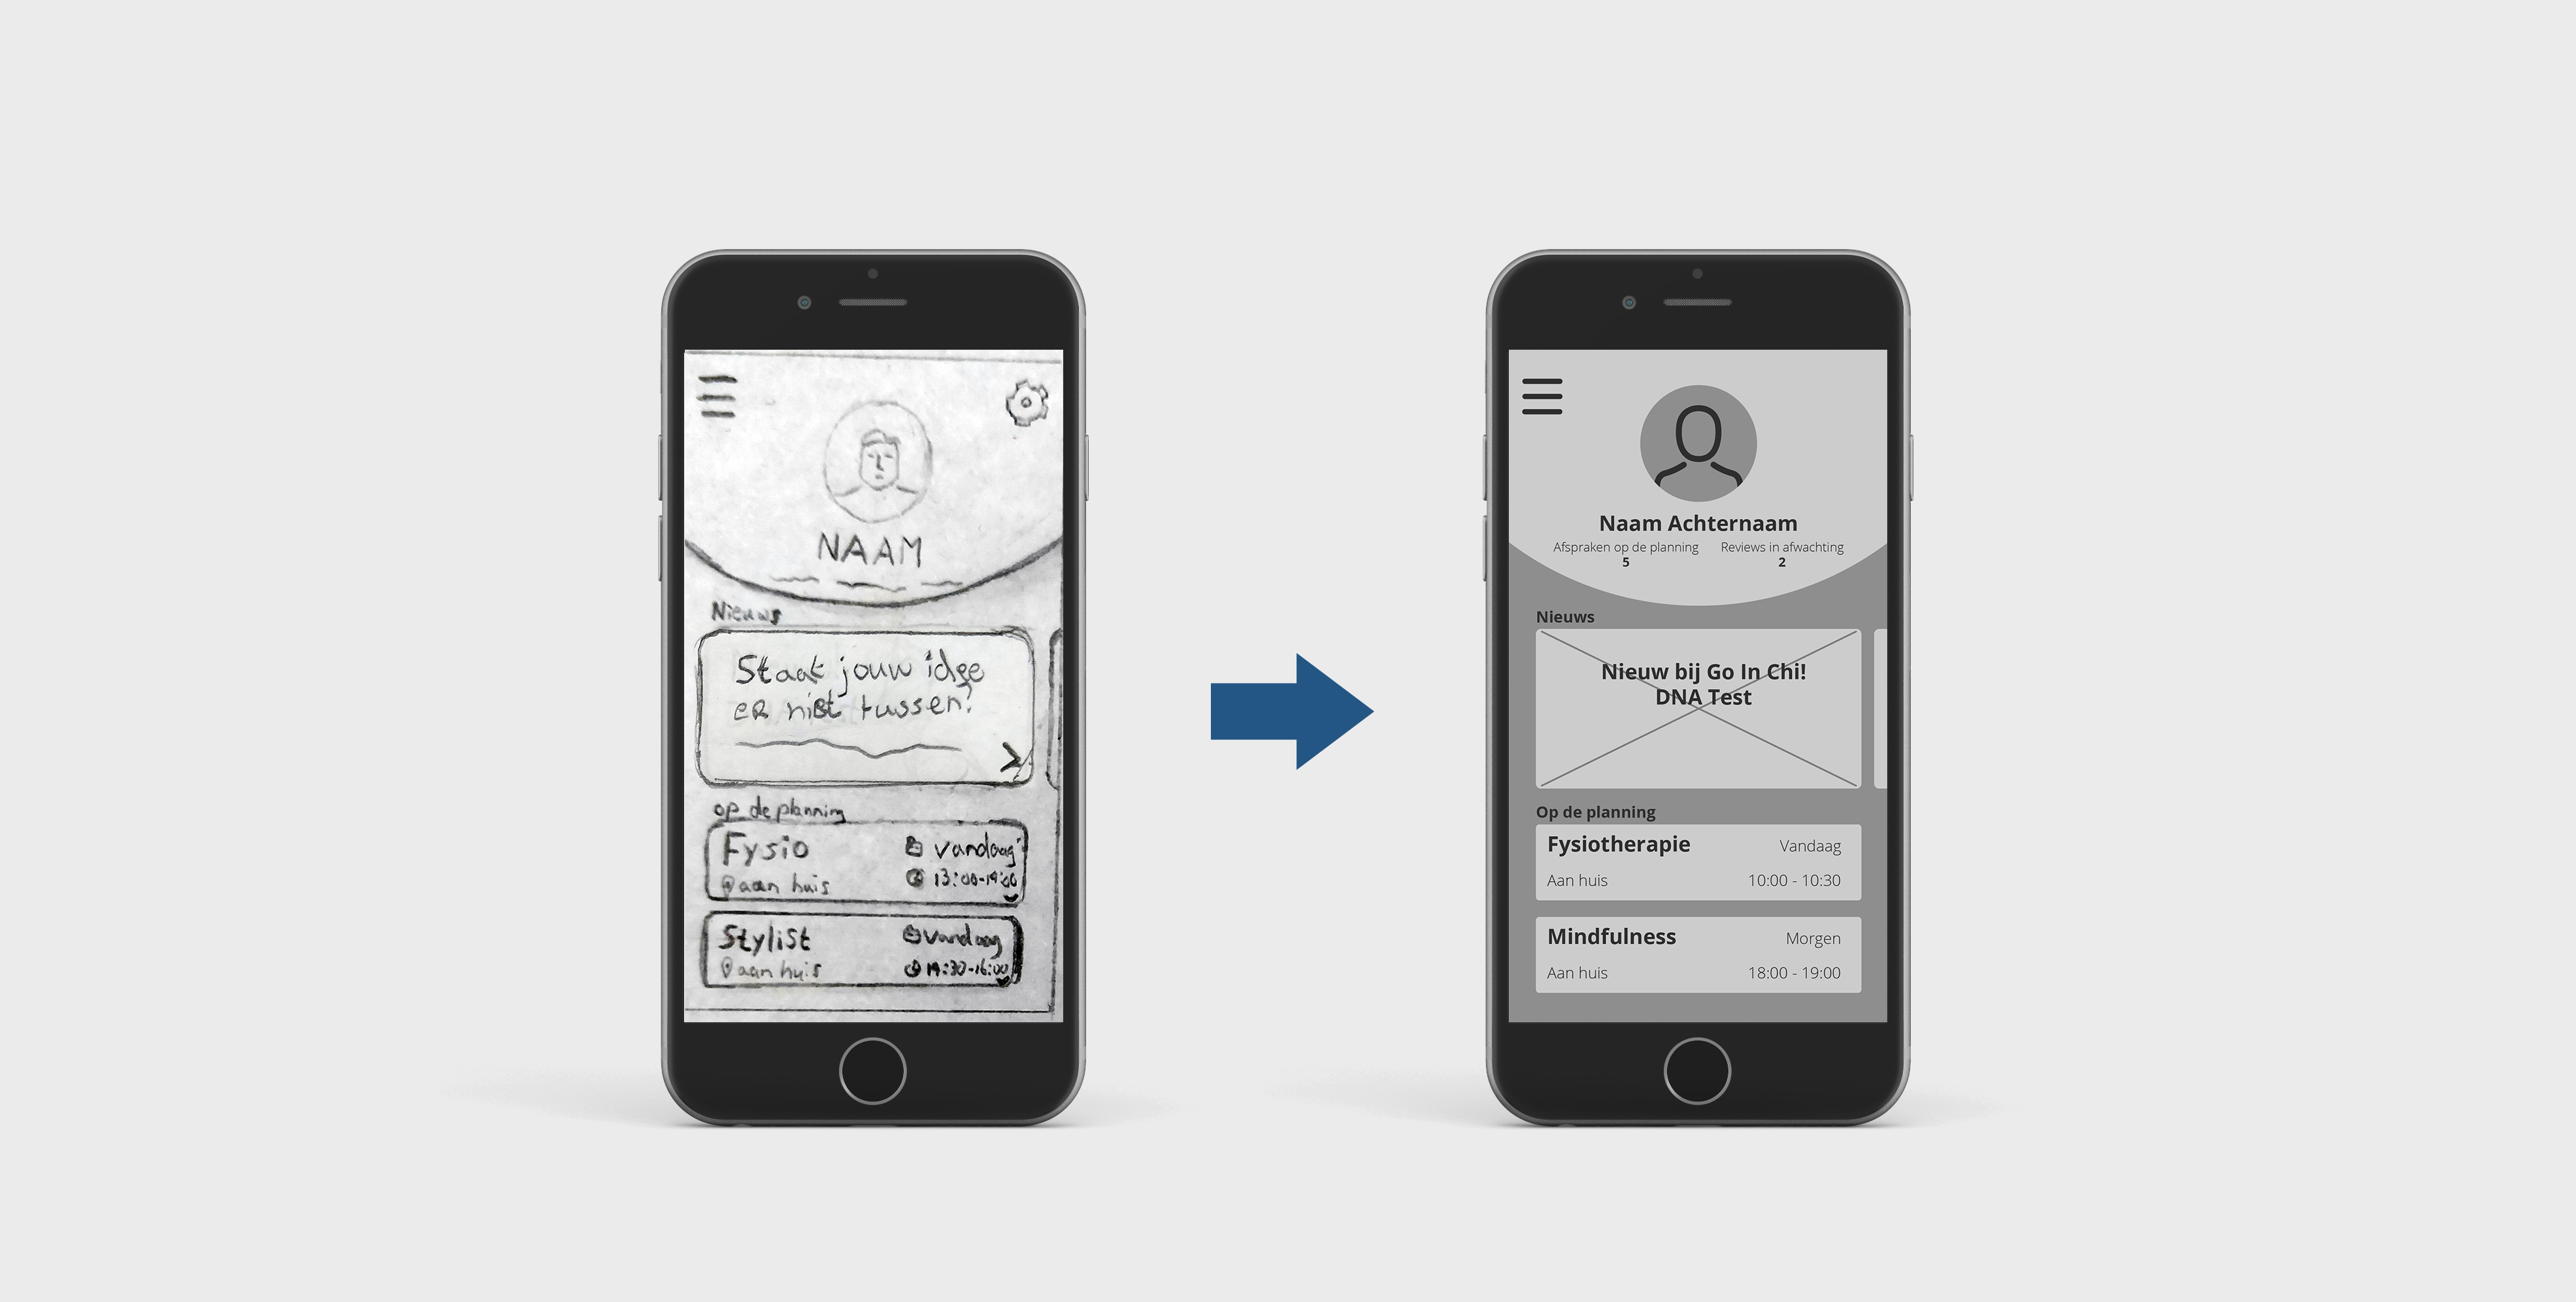 NAAM
Nieuws
Staat jouw idee
er niet tussen?
op de planning
Fysio
vandaag
aan huis
13:00-14:00
Stylist
vandaag
aan huis
14:30-16:00
Naam Achternaam
Afspraken op de planning
5
Reviews in afwachting
2
Nieuws
Nieuw bij Go In Chi!
DNA Test
Op de planning
Fysiotherapie
Vandaag
Aan huis
10:00 - 10:30
Mindfulness
Morgen
Aan huis
18:00 - 19:00